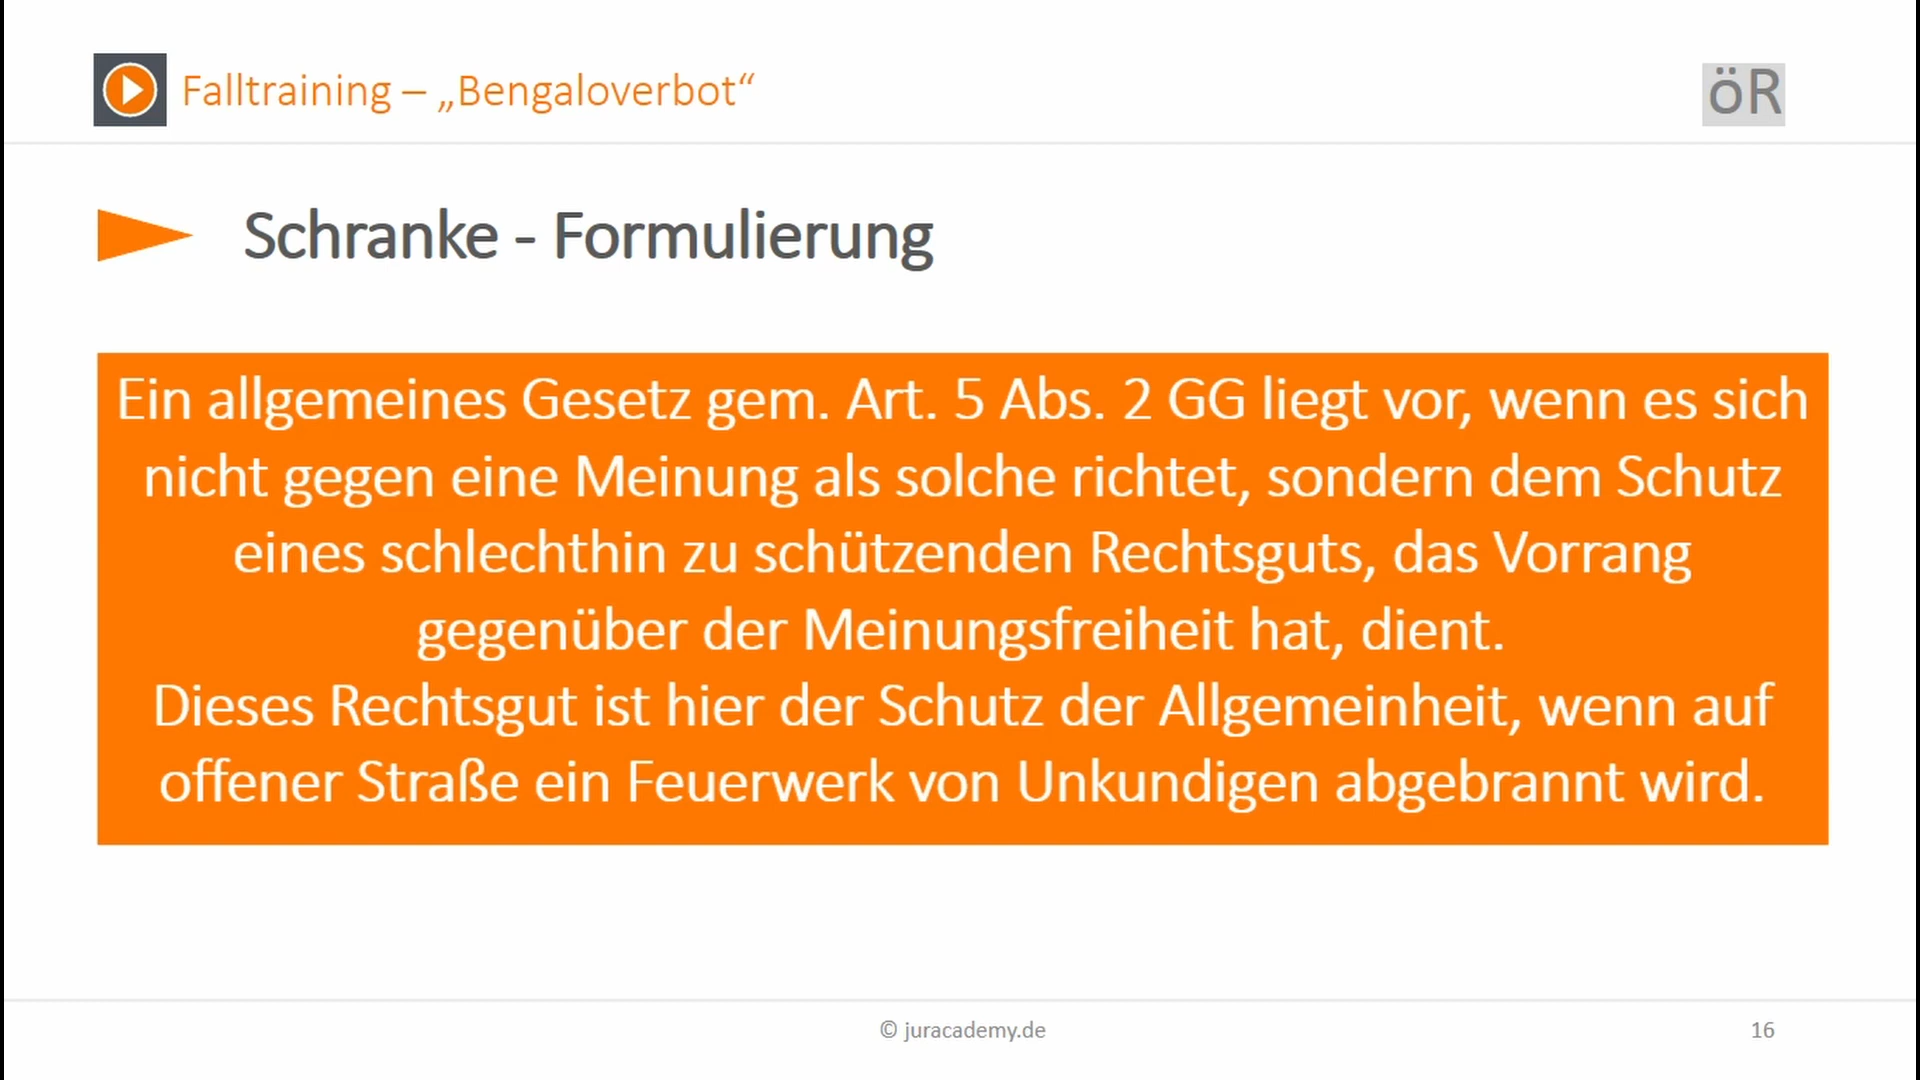 Falltraining – „Bengaloverbot“
öR
Schranke - Formulierung
Ein allgemeines Gesetz gem. Art. 5 Abs. 2 GG liegt vor, wenn es sich
nicht gegen eine Meinung als solche richtet, sondern dem Schutz
eines schlechthin zu schützenden Rechtsguts, das Vorrang
gegenüber der Meinungsfreiheit hat, dient.
Dieses Rechtsgut ist hier der Schutz der Allgemeinheit, wenn auf
offener Straße ein Feuerwerk von Unkundigen abgebrannt wird.
© juracademy.de
16